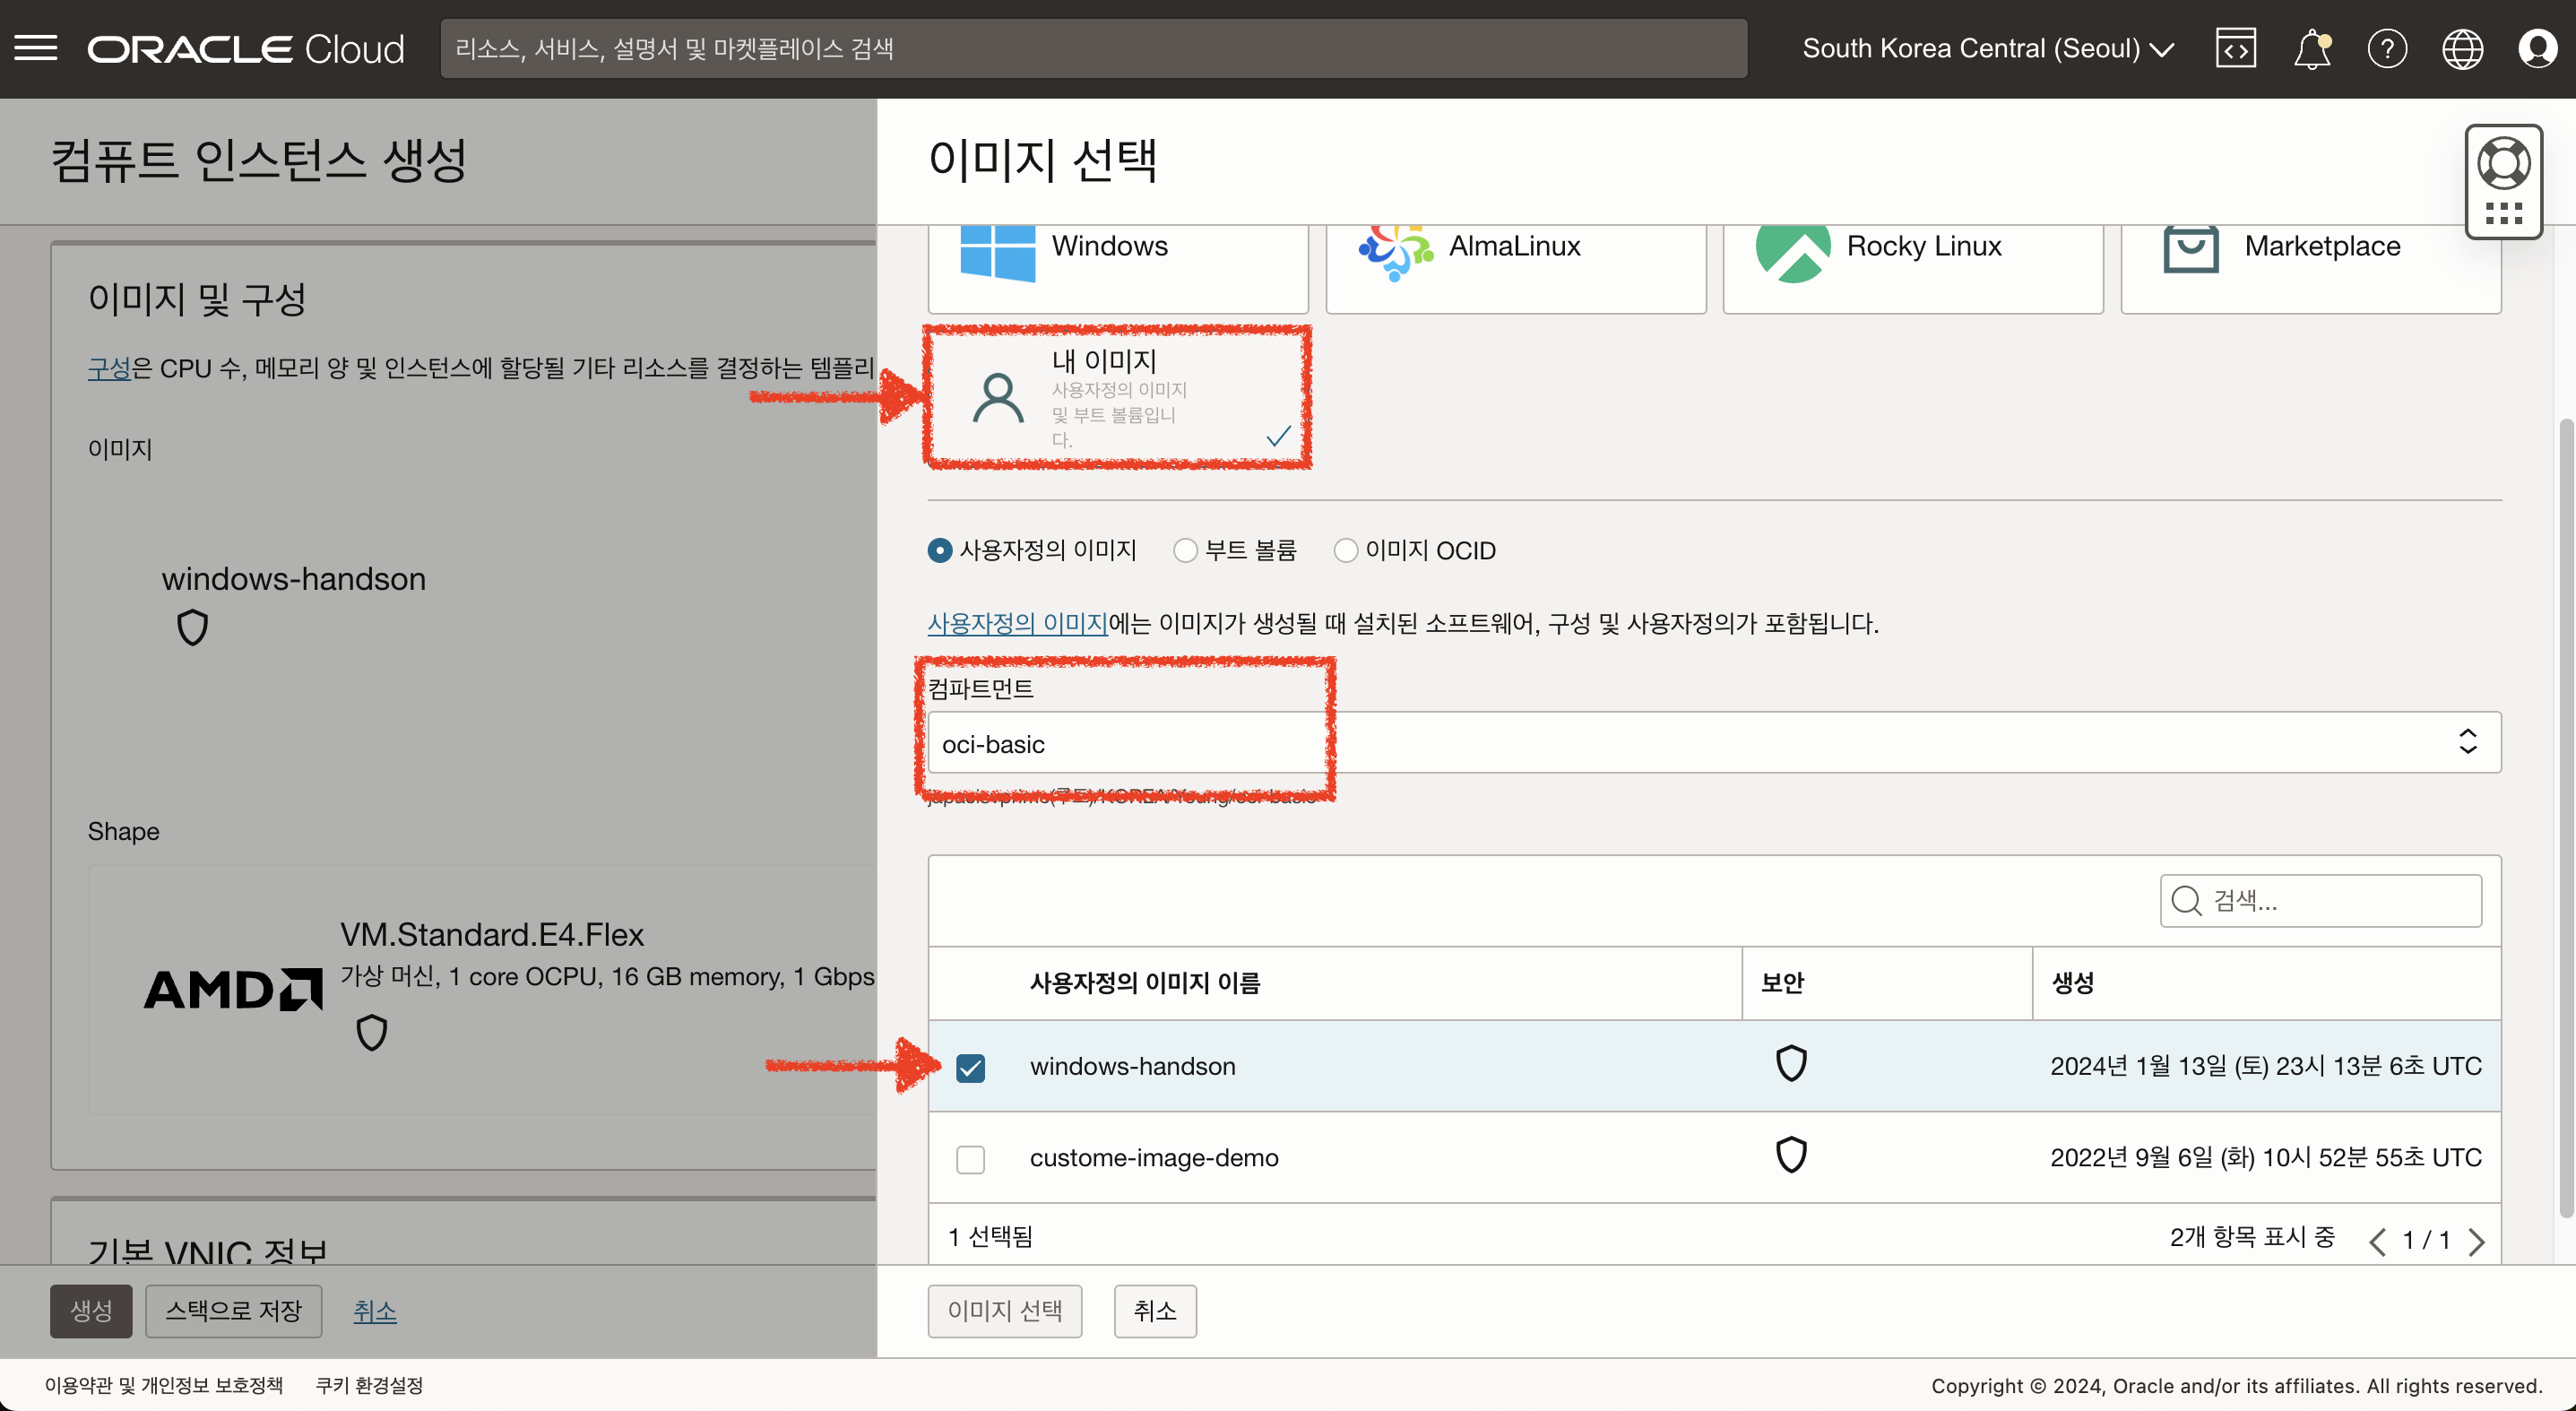 ORACLE Cloud
리소스, 서비스, 설명서 및 마켓플레이스 검색
South Korea Central (Seoul)
컴퓨트 인스턴스 생성
이미지 및 구성
구성은 CPU 수, 메모리 양 및 인스턴스에 할당될 기타 리소스를 결정하는 템플리
이미지
windows-handson
Shape
AMD
VM.Standard.E4.Flex
가상 머신, 1 core OCPU, 16 GB memory, 1 Gbps
기본 VNIC 정보
생성
스택으로 저장
취소
이미지 선택
Windows
AlmaLinux
Rocky Linux
Marketplace
내 이미지
사용자정의 이미지
및 부트 볼륨입니
다.
사용자정의 이미지
부트 볼륨
이미지 OCID
사용자정의 이미지에는 이미지가 생성될 때 설치된 소프트웨어, 구성 및 사용자정의가 포함됩니다.
컴파트먼트
oci-basic
검색...
사용자정의 이미지 이름 보안 생성
windows-handson 2024년 1월 13일 (토) 23시 13분 6초 UTC
custome-image-demo 2022년 9월 6일 (화) 10시 52분 55초 UTC
1 선택됨
2개 항목 표시 중
1 / 1
이미지 선택
취소
이용약관 및 개인정보 보호정책
쿠키 환경설정
Copyright © 2024, Oracle and/or its affiliates. All rights reserved.